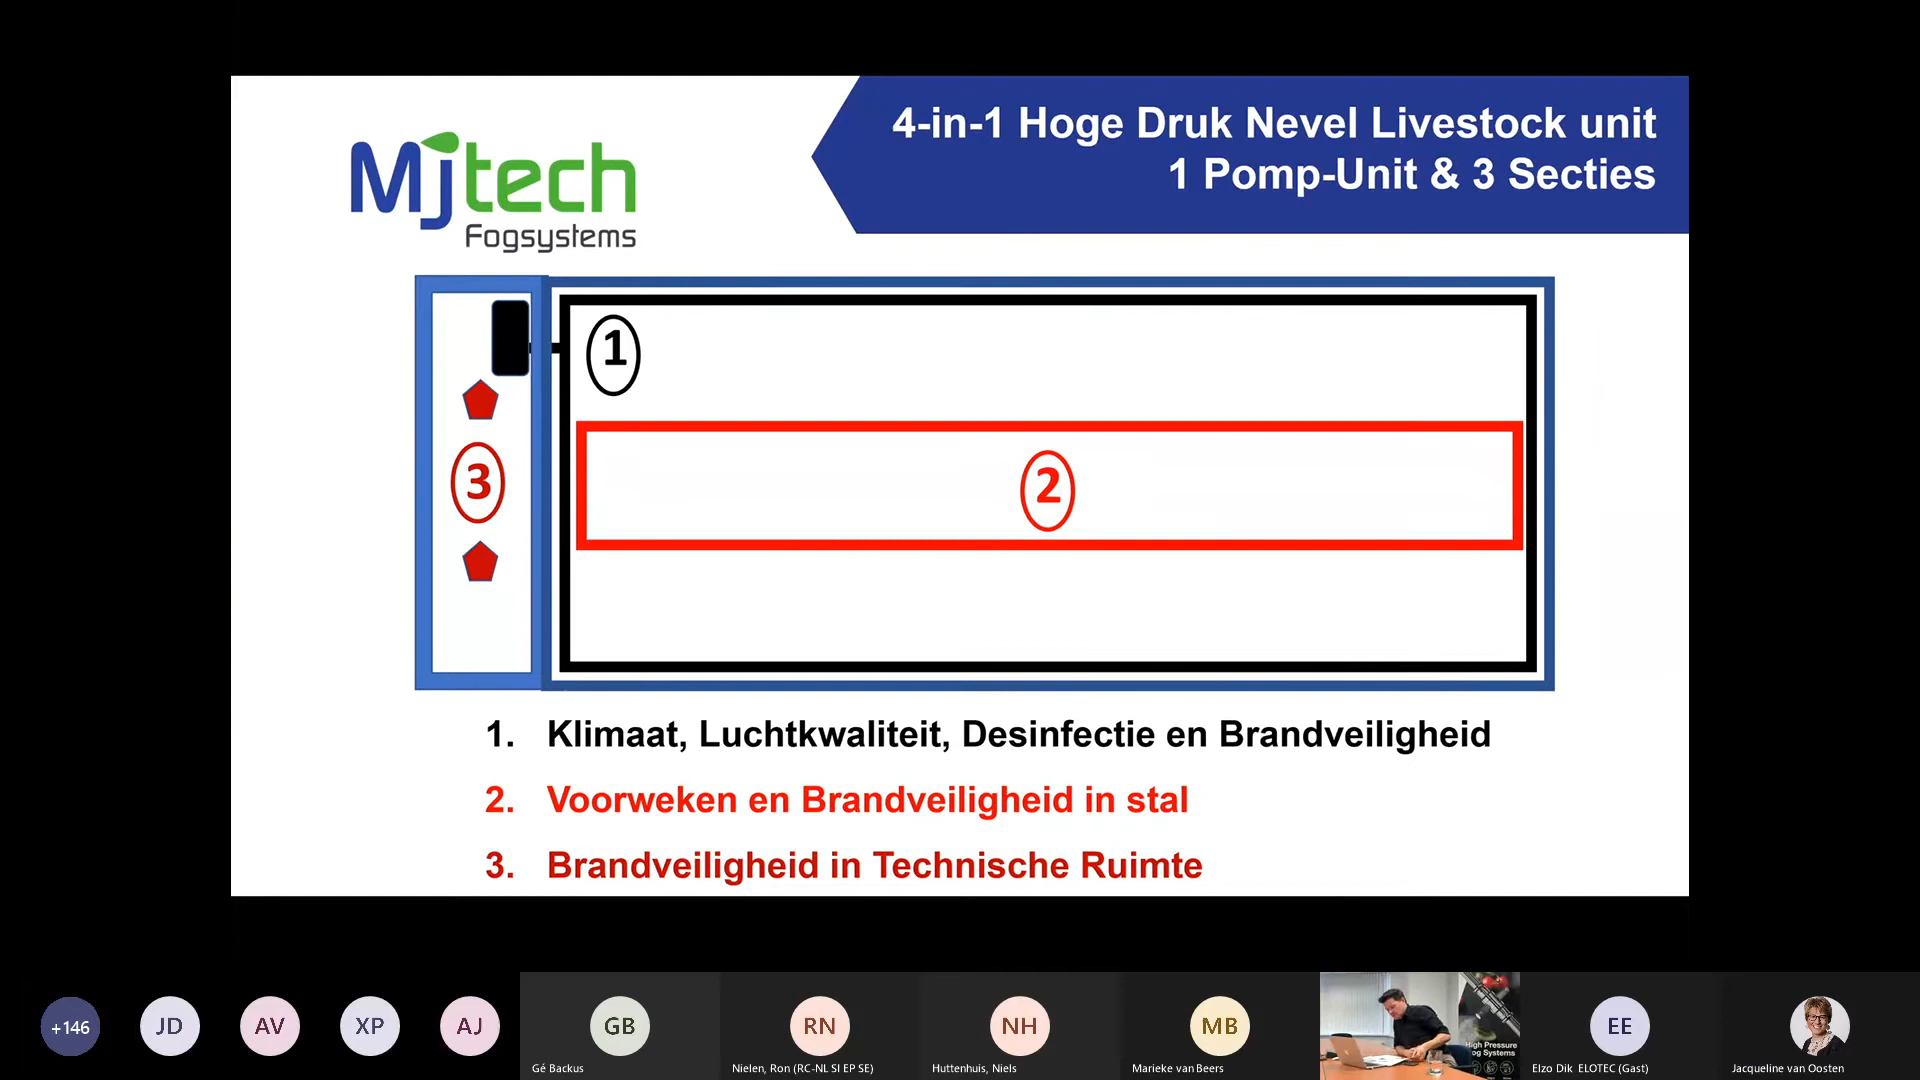 4-in-1 Hoge Druk Nevel Livestock unit
1 Pomp-Unit & 3 Secties
Mjtech
Fogsystems
1
2
3
1. Klimaat, Luchtkwaliteit, Desinfectie en Brandveiligheid
2. Voorweken en Brandveiligheid in stal
3. Brandveiligheid in Technische Ruimte
+146
JD
AV
XP
AJ
GB
Gé Backus
RN
Nielen, Ron (RC-NL SI EP SE)
NH
Huttenhuis, Niels
MB
Marieke van Beers
High Pressure
og Systems
EE
Elzo Dik ELOTEC (Gast)
Jacqueline van Oosten